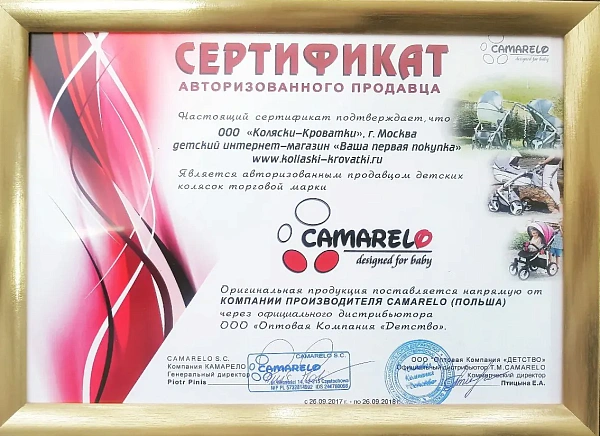 СЕРТИФИКАТ
АВТОРИЗОВАННОГО ПРОДАВЦА
CAMARELO
designed for baby
Настоящий сертификат подтверждает, что
ООО «Коляски-Кроватки», г. Москва
детский интернет-магазин «Ваша первая покупка»
www.koliaski-krovatki.ru
Является авторизованным продавцом детских
колясок торговой марки
CAMARELO
designed for baby
Оригинальная продукция поставляется напрямую от
КОМПАНИИ ПРОИЗВОДИТЕЛЯ CAMARELO (ПОЛЬША)
через официального дистрибьютора
ООО «Оптовая Компания «Детство».
CAMARELO S.C.
Компания КАМАРЕЛО
Генеральный директор
Piotr Pinis
CAMARELO S.C.
CAMARELO
ООО "Оптовая Компания «ДЕТСТВО»
Официальный дистрибьютор Т.М.CAMARELO
Коммерческий директор
Птицына Е.А.
с 26.09.2017 г. - по 26.09.2018 г.